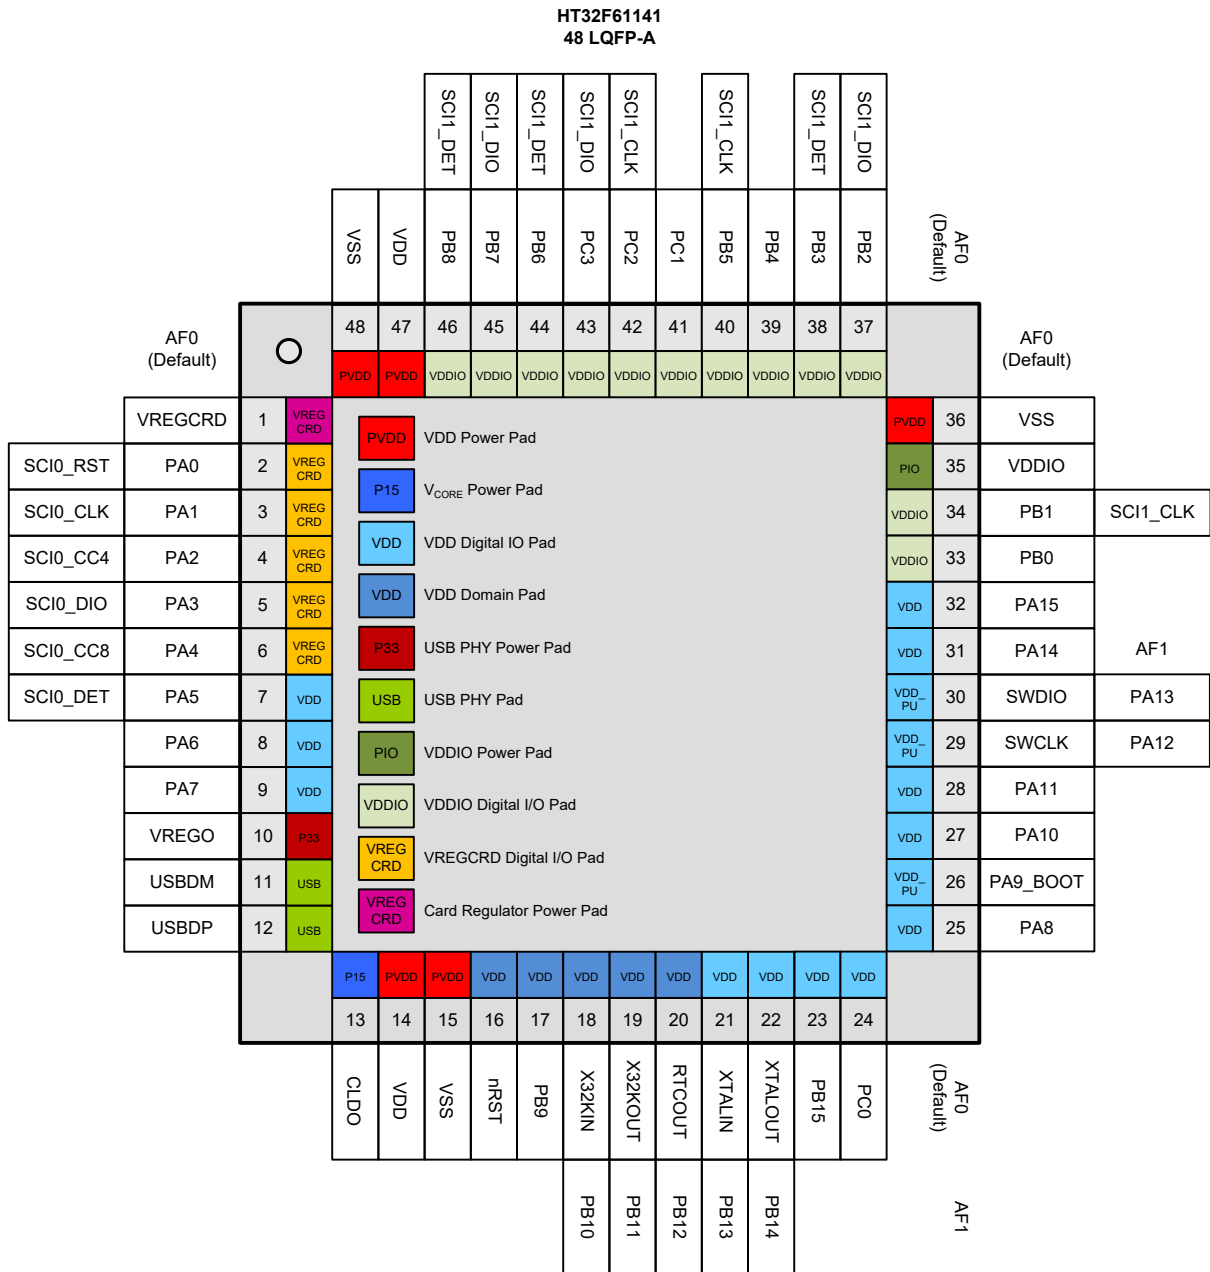 HT32F61141
48 LQFP-A
SCI1_DET
SCI1_DIO
SCI1_DET
SCI1_DIO
SCI1_CLK
SCI1_CLK
SCI1_DET
SCI1_DIO
VSS
VDD
PB8
PB7
PB6
PC3
PC2
PC1
PB5
PB4
PB3
PB2
AF0
(Default)
48 47 46 45 44 43 42 41 40 39 38 37
PVDD PVDD VDDIO VDDIO VDDIO VDDIO VDDIO VDDIO VDDIO VDDIO VDDIO VDDIO
AF0
(Default)
AF0
(Default)
VREGCRD 1 VREG
CRD
SCI0_RST PA0 2 VREG
CRD
SCI0_CLK PA1 3 VREG
CRD
SCI0_CC4 PA2 4 VREG
CRD
SCI0_DIO PA3 5 VREG
CRD
SCI0_CC8 PA4 6 VREG
CRD
SCI0_DET PA5 7 VDD
PA6 8 VDD
PA7 9 VDD
VREGO 10 P33
USBDM 11 USB
USBDP 12 USB
PVDD VDD Power Pad
P15 VCORE Power Pad
VDD VDD Digital IO Pad
VDD VDD Domain Pad
P33 USB PHY Power Pad
USB USB PHY Pad
PIO VDDIO Power Pad
VDDIO VDDIO Digital I/O Pad
VREG
CRD VREGCRD Digital I/O Pad
VREG
CRD Card Regulator Power Pad
PVDD 36 VSS
PIO 35 VDDIO
VDDIO 34 PB1 SCI1_CLK
VDDIO 33 PB0
VDD 32 PA15
VDD 31 PA14 AF1
VDD_
PU 30 SWDIO PA13
VDD_
PU 29 SWCLK PA12
VDD 28 PA11
VDD 27 PA10
VDD_
PU 26 PA9_BOOT
VDD 25 PA8
P15 PVDD PVDD VDD VDD VDD VDD VDD VDD VDD VDD VDD
13 14 15 16 17 18 19 20 21 22 23 24
CLDO
VDD
VSS
nRST
PB9
X32KIN
X32KOUT
RTCOUT
XTALIN
XTALOUT
PB15
PC0
AF0
(Default)
PB10
PB11
PB12
PB13
PB14
AF1